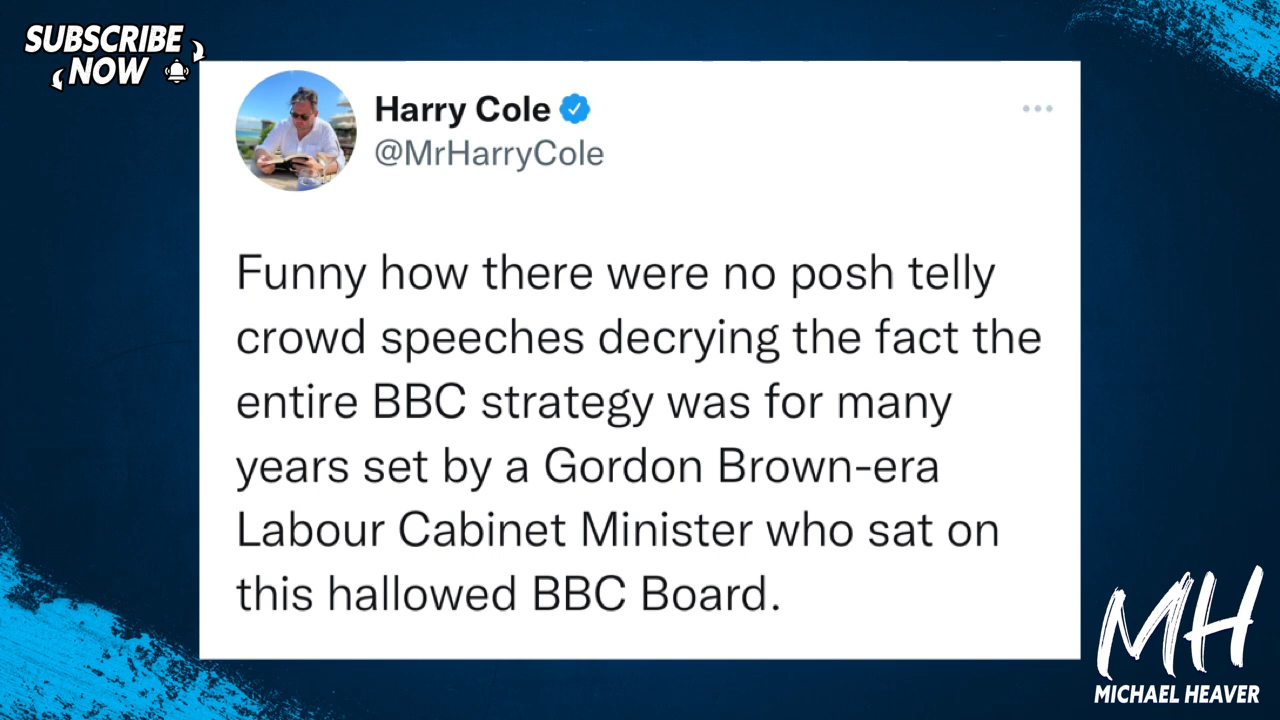 SUBSCRIBE
NOW
Harry Cole
@MrHarryCole
Funny how there were no posh telly
crowd speeches decrying the fact the
entire BBC strategy was for many
years set by a Gordon Brown-era
Labour Cabinet Minister who sat on
this hallowed BBC Board.
MH
MICHAEL HEAVER